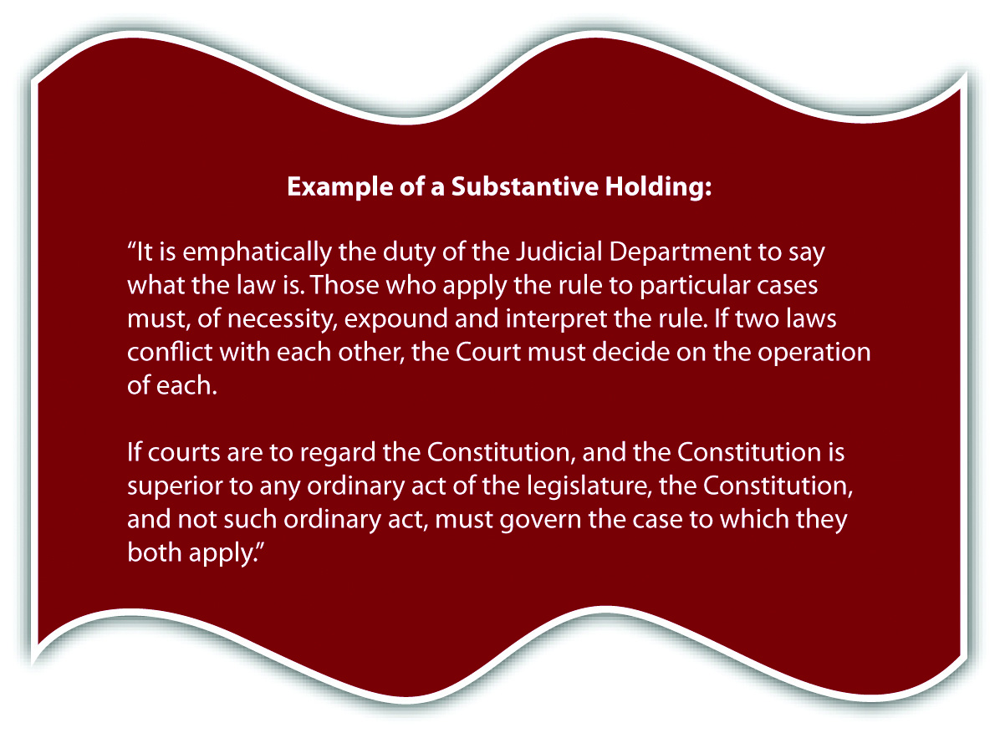 Example of a Substantive Holding:
“It is emphatically the duty of the Judicial Department to say
what the law is. Those who apply the rule to particular cases
must, of necessity, expound and interpret the rule. If two laws
conflict with each other, the Court must decide on the operation
of each.
If courts are to regard the Constitution, and the Constitution is
superior to any ordinary act of the legislature, the Constitution,
and not such ordinary act, must govern the case to which they
both apply.”